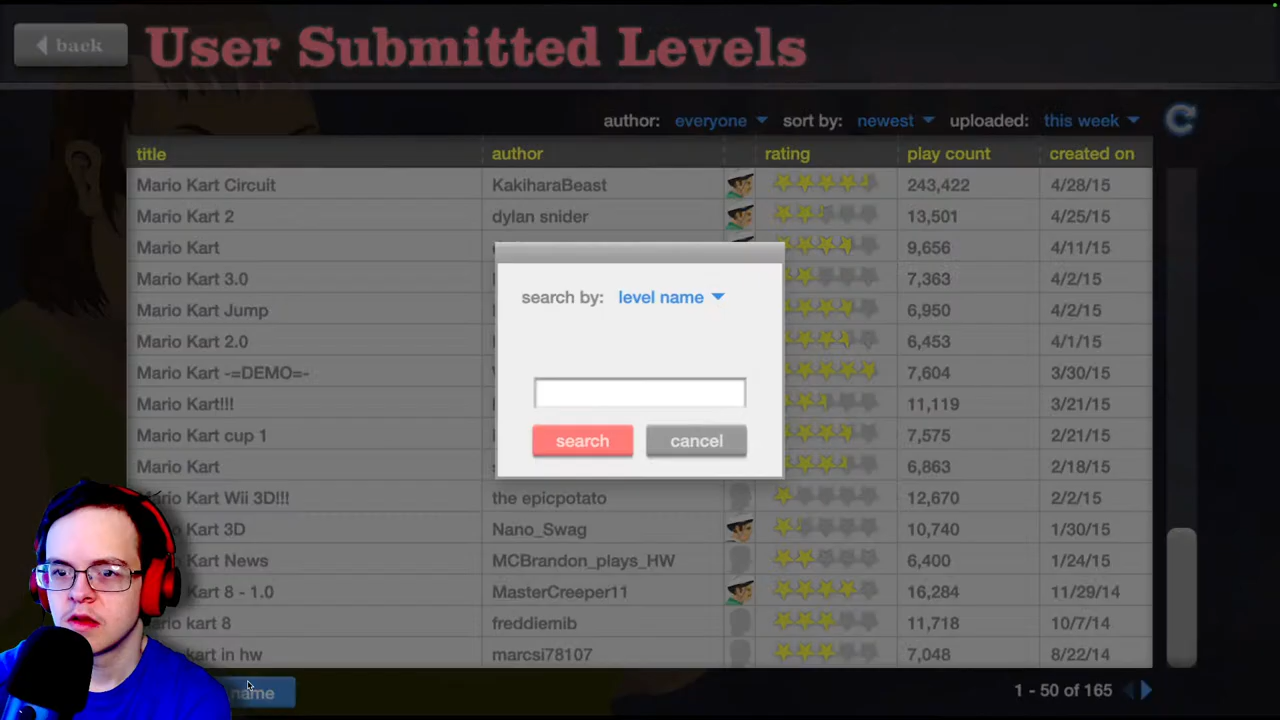 back
User Submitted Levels
author: everyone sort by: newest uploaded: this week
title author rating play count created on
Mario Kart Circuit KakiharaBeast 243,422 4/28/15
Mario Kart 2 dylan snider 13,501 4/25/15
Mario Kart 9,656 4/11/15
Mario Kart 3.0 7,363 4/2/15
Mario Kart Jump 6,950 4/2/15
Mario Kart 2.0 6,453 4/1/15
Mario Kart -=DEMO=- 7,604 3/30/15
Mario Kart!!! 11,119 3/21/15
Mario Kart cup 1 7,575 2/21/15
Mario Kart 6,863 2/18/15
Mario Kart Wii 3D!!! the epicpotato 12,670 2/2/15
Kart 3D Nano_Swag 10,740 1/30/15
Kart News MCBrandon_plays_HW 6,400 1/24/15
Kart 8 - 1.0 MasterCreeper11 16,284 11/29/14
kart 8 freddiemib 11,718 10/7/14
kart in hw marcsi78107 7,048 8/22/14
search by: level name
search cancel
name
1 - 50 of 165